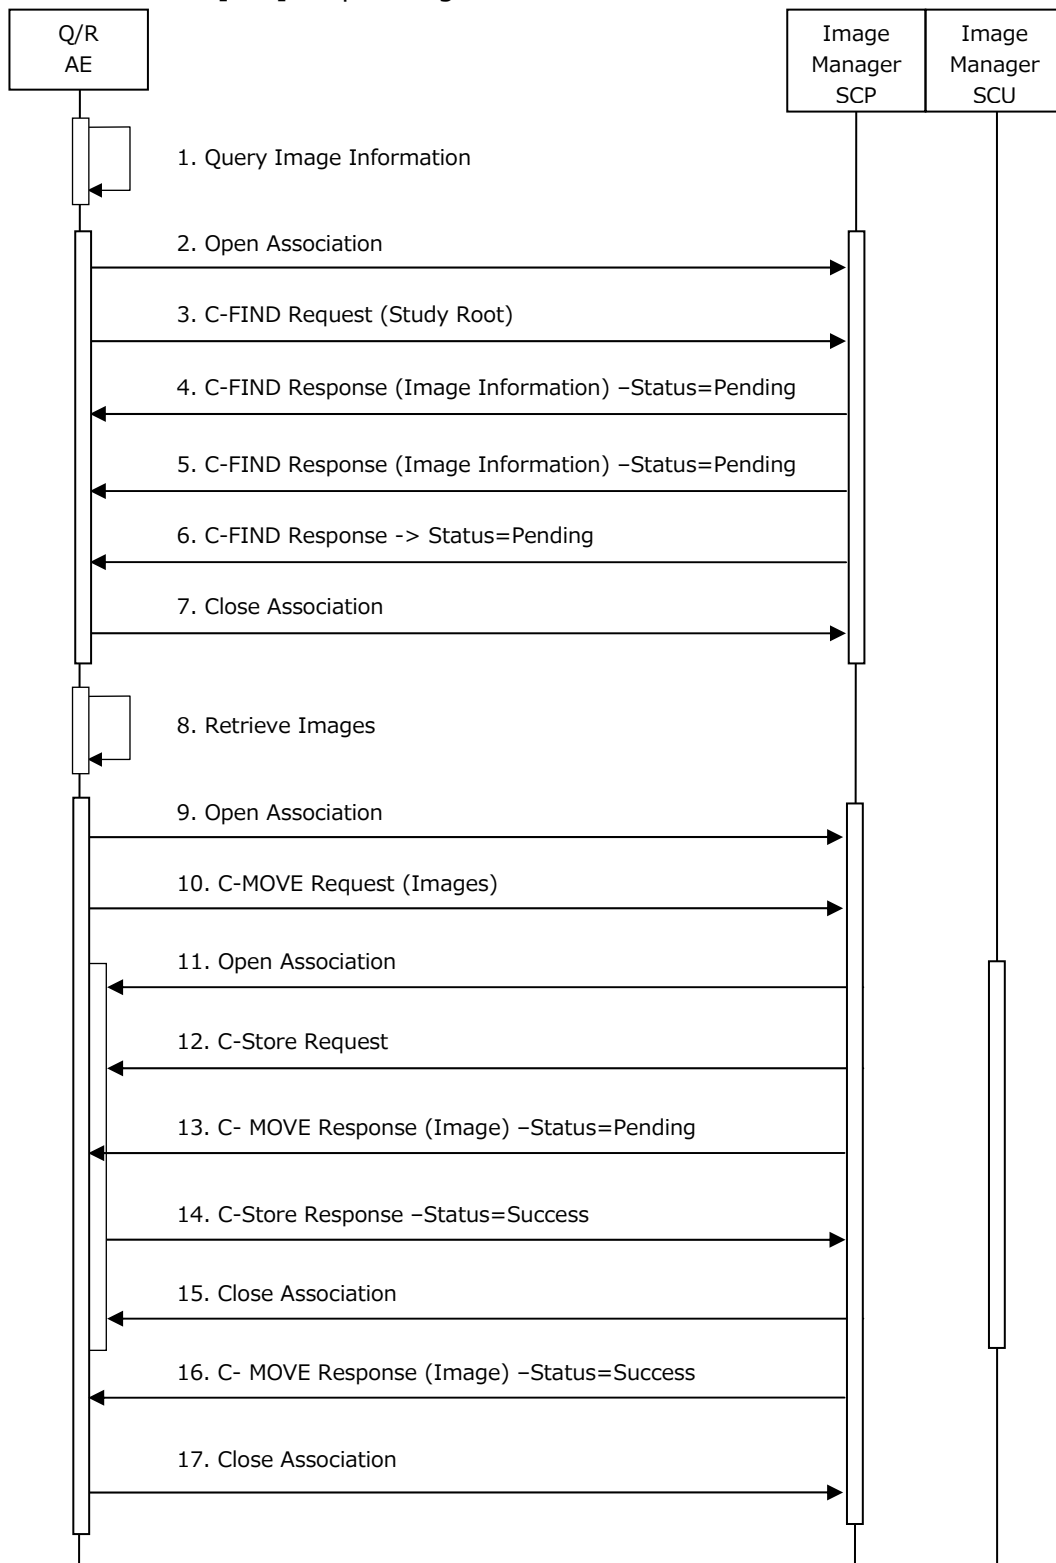 Q/R
AE
Image
Manager
SCP
Image
Manager
SCU
1. Query Image Information
2. Open Association
3. C-FIND Request (Study Root)
4. C-FIND Response (Image Information) –Status=Pending
5. C-FIND Response (Image Information) –Status=Pending
6. C-FIND Response -> Status=Pending
7. Close Association
8. Retrieve Images
9. Open Association
10. C-MOVE Request (Images)
11. Open Association
12. C-Store Request
13. C- MOVE Response (Image) –Status=Pending
14. C-Store Response –Status=Success
15. Close Association
16. C- MOVE Response (Image) –Status=Success
17. Close Association